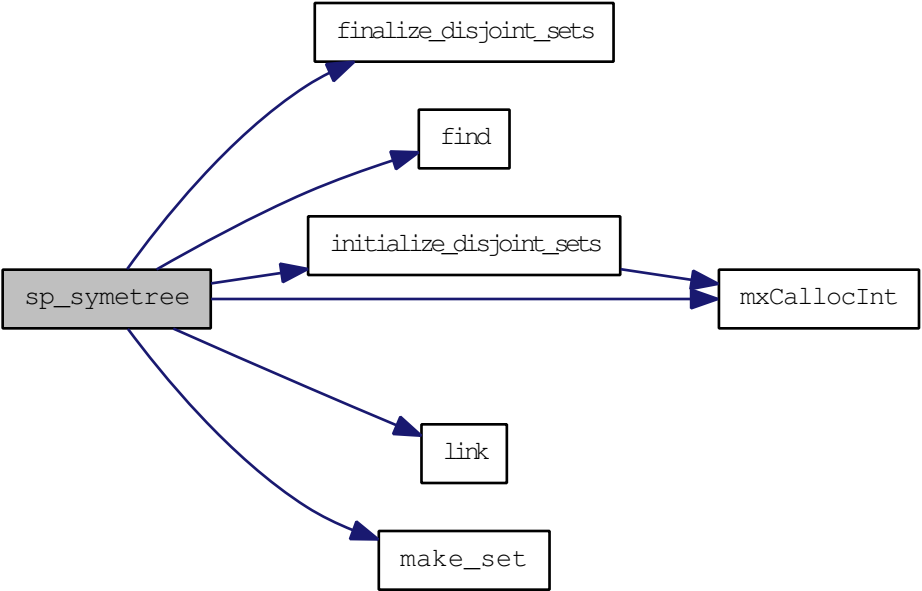 finalize_disjoint_sets
find
initialize_disjoint_sets
sp_symetree
mxCallocInt
link
make_set